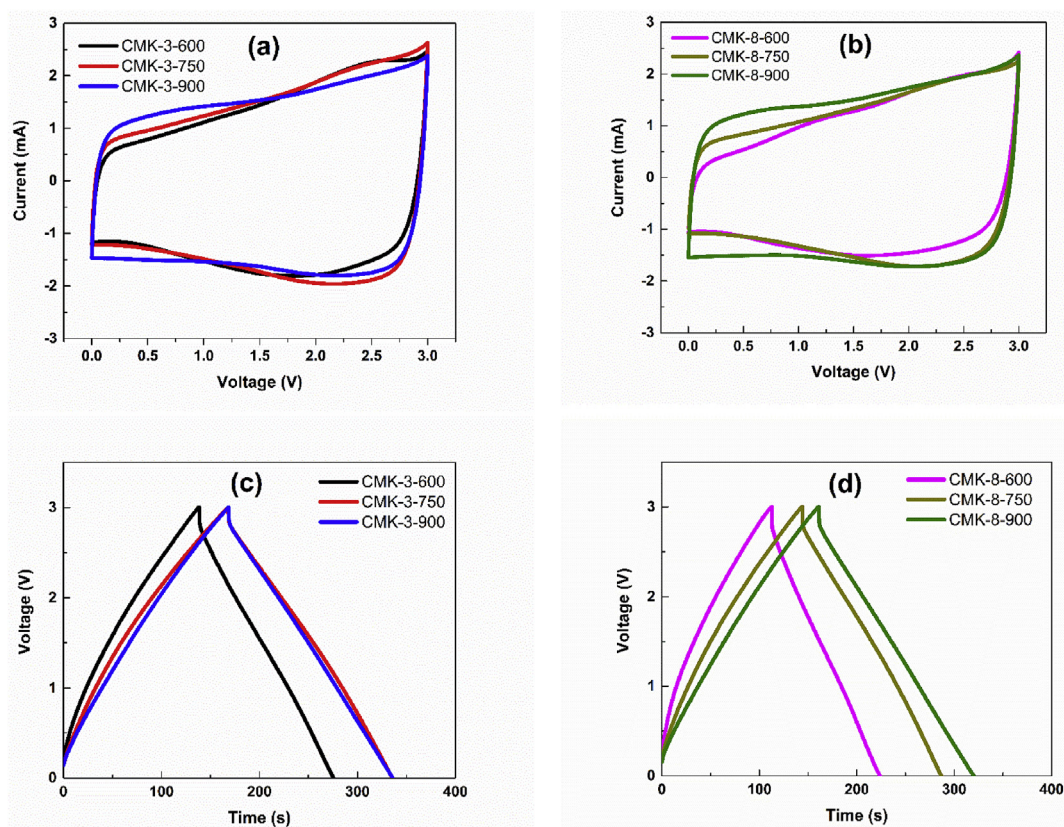 (a)
CMK-3-600
CMK-3-750
CMK-3-900
3
2
1
0
-1
-2
-3
Current (mA)
0.0 0.5 1.0 1.5 2.0 2.5 3.0
Voltage (V)
(b)
CMK-8-600
CMK-8-750
CMK-8-900
3
2
1
0
-1
-2
-3
Current (mA)
0.0 0.5 1.0 1.5 2.0 2.5 3.0
Voltage (V)
(c)
CMK-3-600
CMK-3-750
CMK-3-900
3
2
1
0
Voltage (V)
0 100 200 300 400
Time (s)
(d)
CMK-8-600
CMK-8-750
CMK-8-900
3
2
1
0
Voltage (V)
0 100 200 300 400
Time (s)